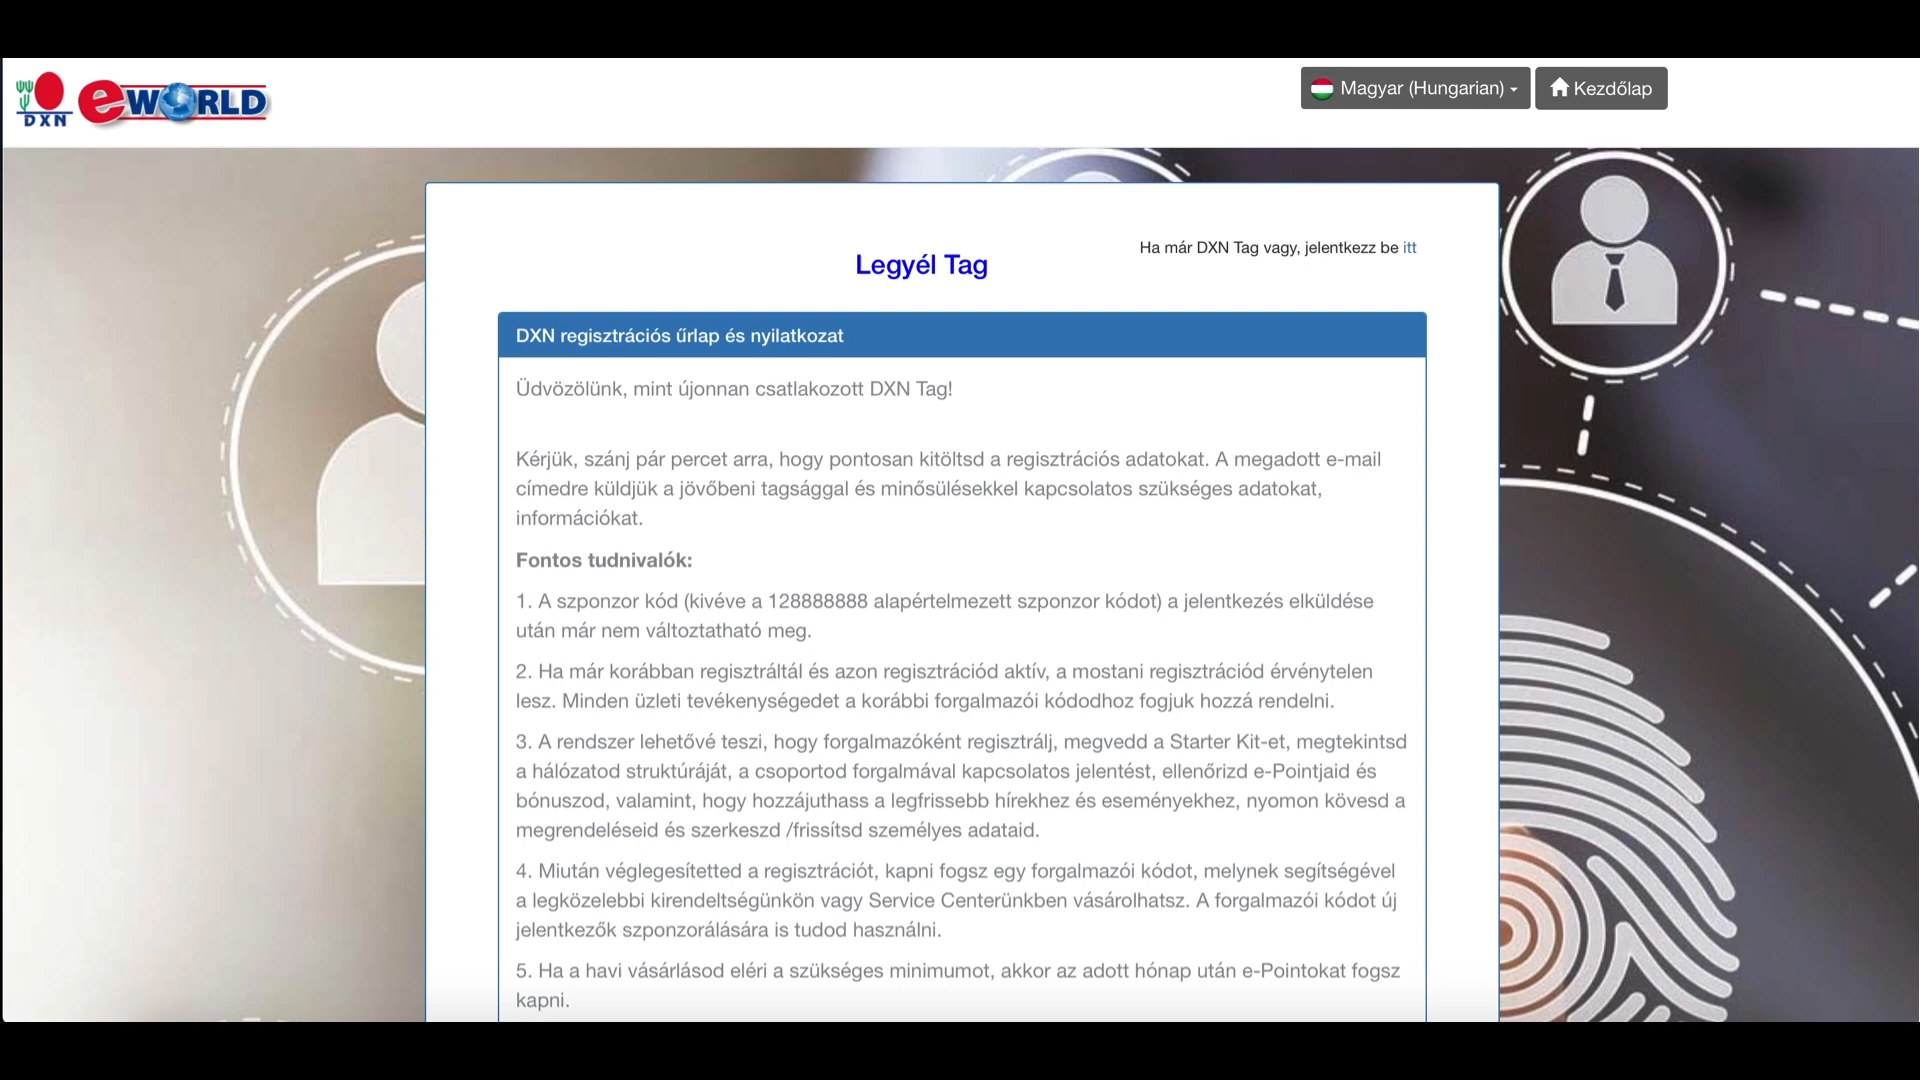 DXN
eWORLD
Magyar (Hungarian)
Kezdőlap
Ha már DXN Tag vagy, jelentkezz be itt
Legyél Tag
DXN regisztrációs űrlap és nyilatkozat
Üdvözölünk, mint újonnan csatlakozott DXN Tag!
Kérjük, szánj pár percet arra, hogy pontosan kitöltsd a regisztrációs adatokat. A megadott e-mail
címedre küldjük a jövőbeni tagsággal és minősülésekkel kapcsolatos szükséges adatokat,
információkat.
Fontos tudnivalók:
1. A szponzor kód (kivéve a 128888888 alapértelmezett szponzor kódot) a jelentkezés elküldése
után már nem változtatható meg.
2. Ha már korábban regisztráltál és azon regisztrációd aktív, a mostani regisztrációd érvénytelen
lesz. Minden üzleti tevékenységedet a korábbi forgalmazói kódodhoz fogjuk hozzá rendelni.
3. A rendszer lehetővé teszi, hogy forgalmazóként regisztrálj, megvedd a Starter Kit-et, megtekintsd
a hálózatod struktúráját, a csoportod forgalmával kapcsolatos jelentést, ellenőrizd e-Pointjaid és
bónuszod, valamint, hogy hozzájuthass a legfrissebb hírekhez és eseményekhez, nyomon kövesd a
megrendeléseid és szerkeszd /frissítsd személyes adataid.
4. Miután véglegesítetted a regisztrációt, kapni fogsz egy forgalmazói kódot, melynek segítségével
a legközelebbi kirendeltségünkön vagy Service Centerünkben vásárolhatsz. A forgalmazói kódot új
jelentkezők szponzorálására is tudod használni.
5. Ha a havi vásárlásod eléri a szükséges minimumot, akkor az adott hónap után e-Pointokat fogsz
kapni.